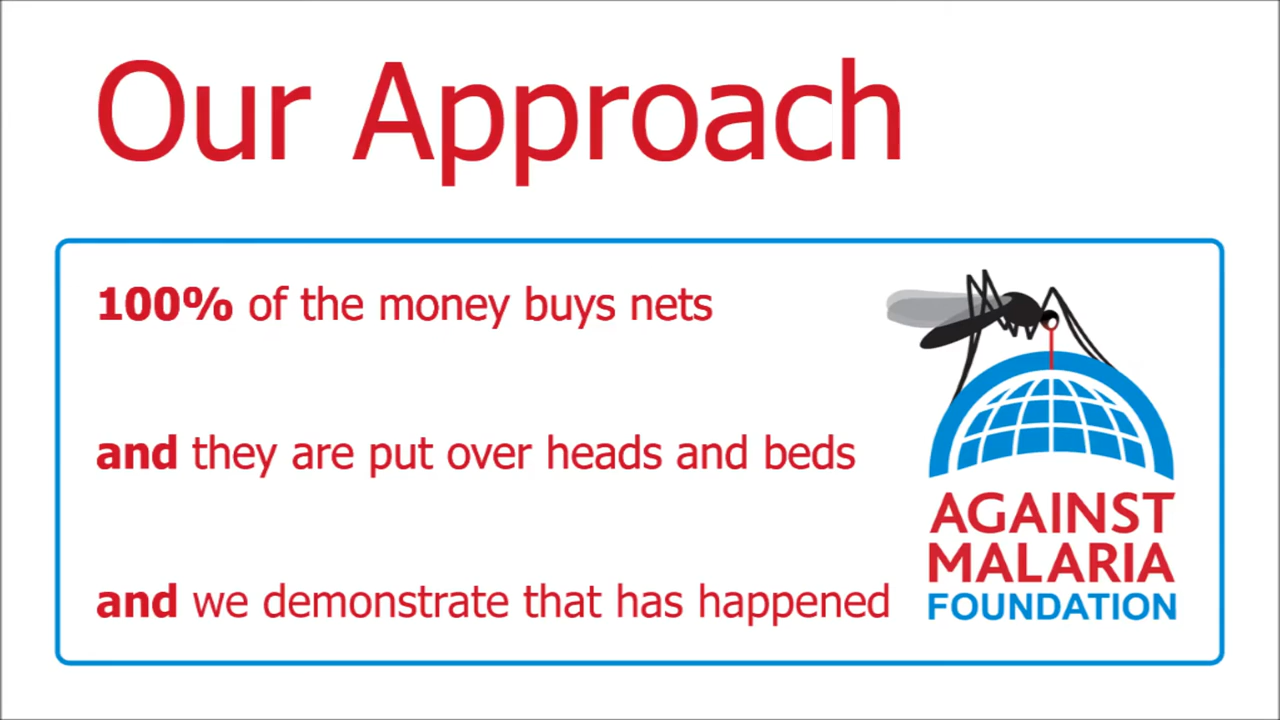 Our Approach
100% of the money buys nets
and they are put over heads and beds
and we demonstrate that has happened
AGAINST
MALARIA
FOUNDATION